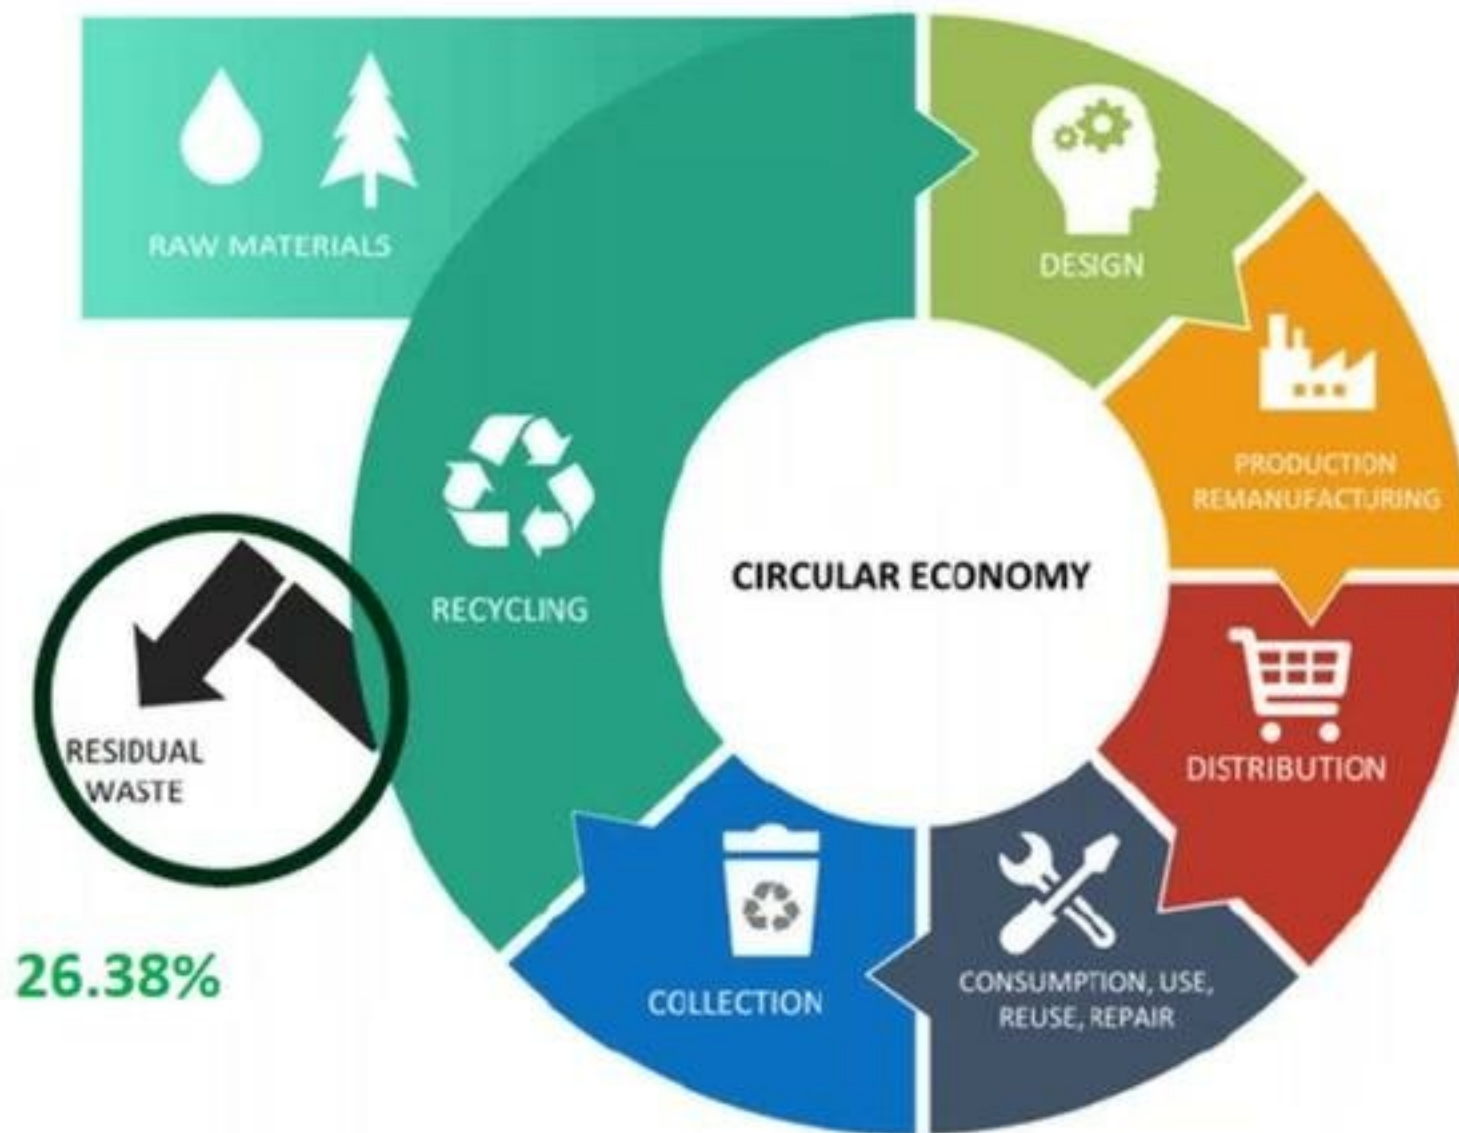 RAW MATERIALS
DESIGN
PRODUCTION
REMANUFACTURING
CIRCULAR ECONOMY
RECYCLING
DISTRIBUTION
RESIDUAL
WASTE
26.38%
COLLECTION
CONSUMPTION, USE,
REUSE, REPAIR